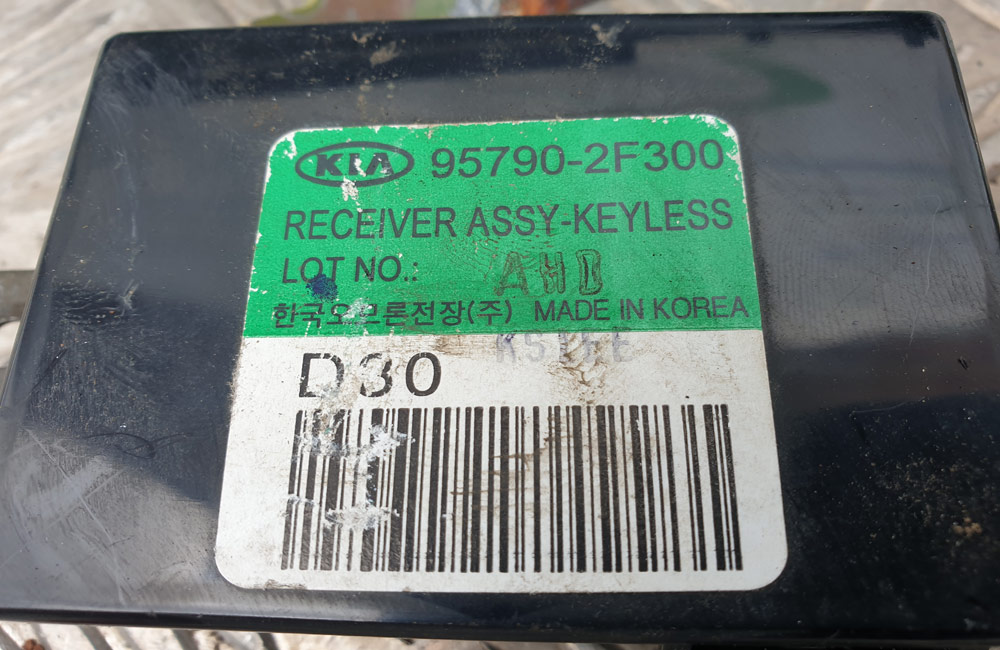 KIA 95790-2F300
RECEIVER ASSY-KEYLESS
LOT NO.: AHD
한국오므론전장(주) MADE IN KOREA
D30